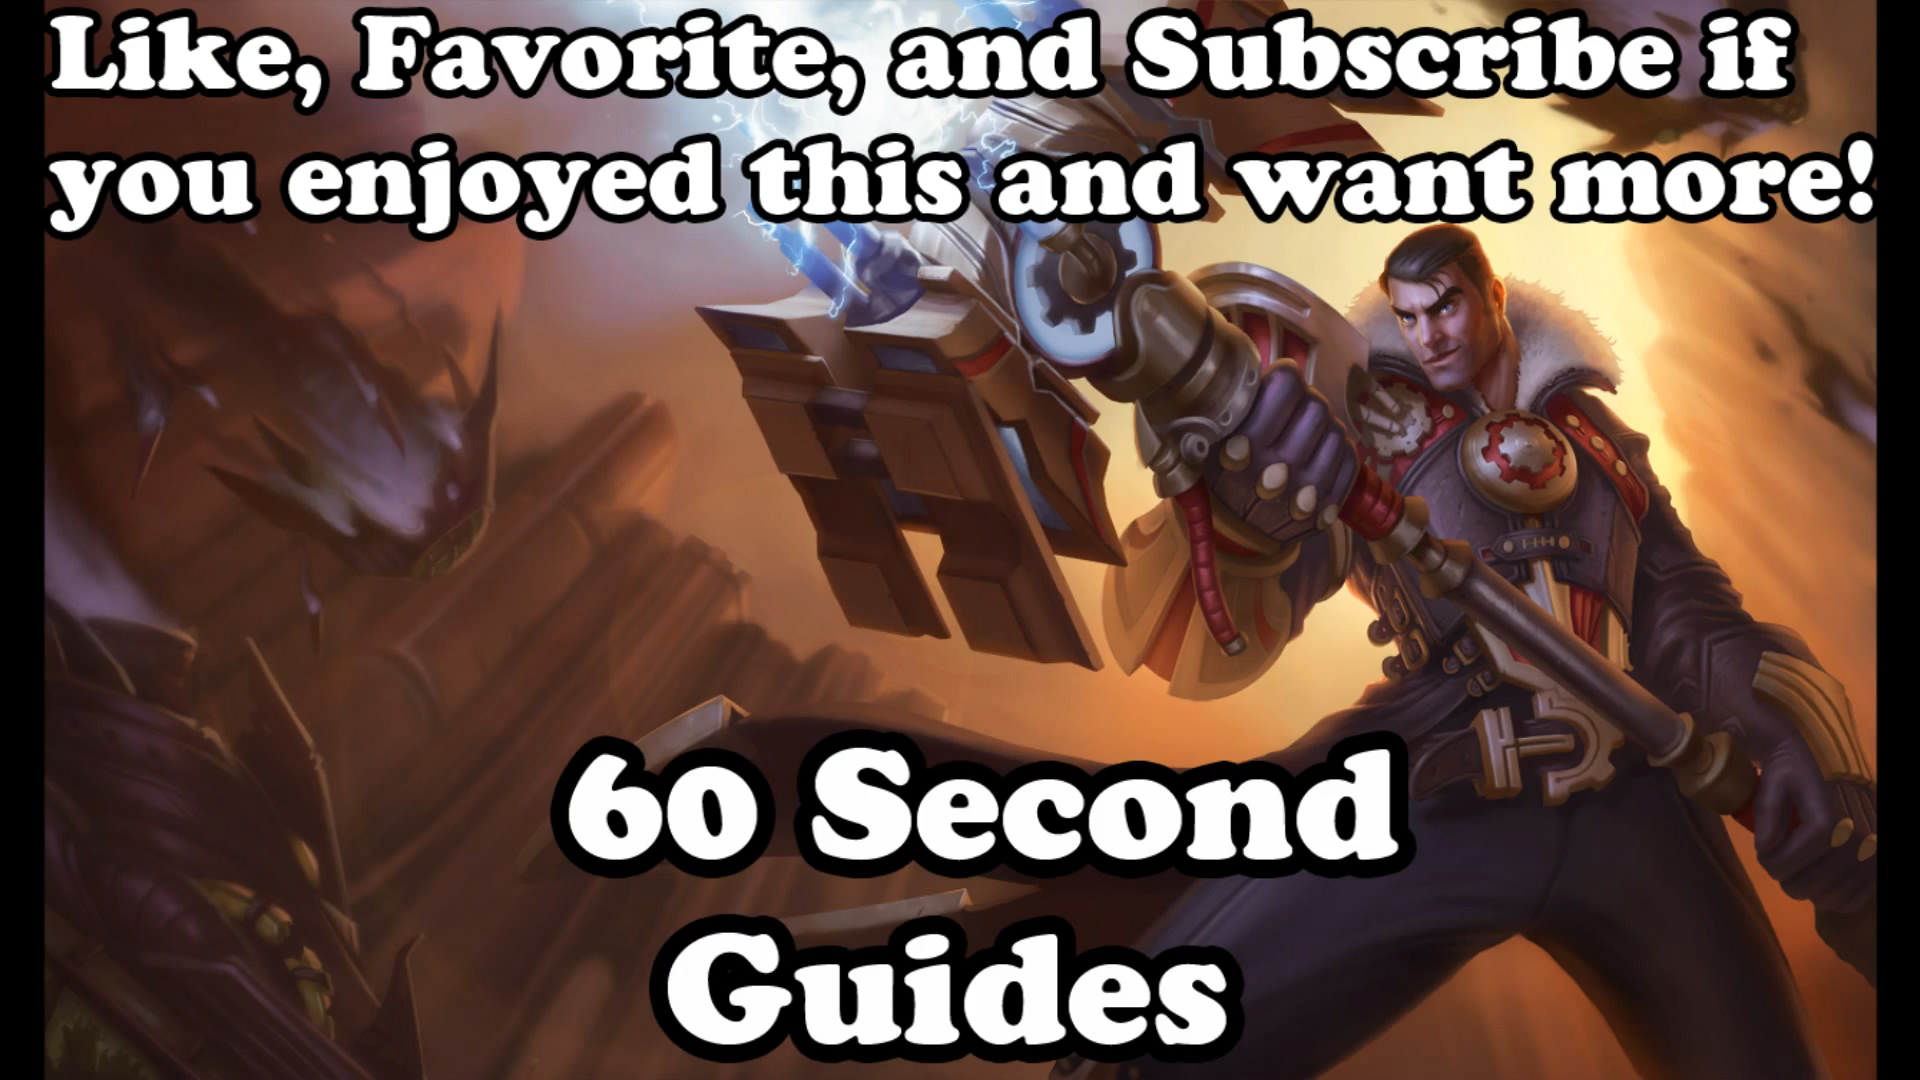 Like, Favorite, and Subscribe if
you enjoyed this and want more!
60 Second
Guides